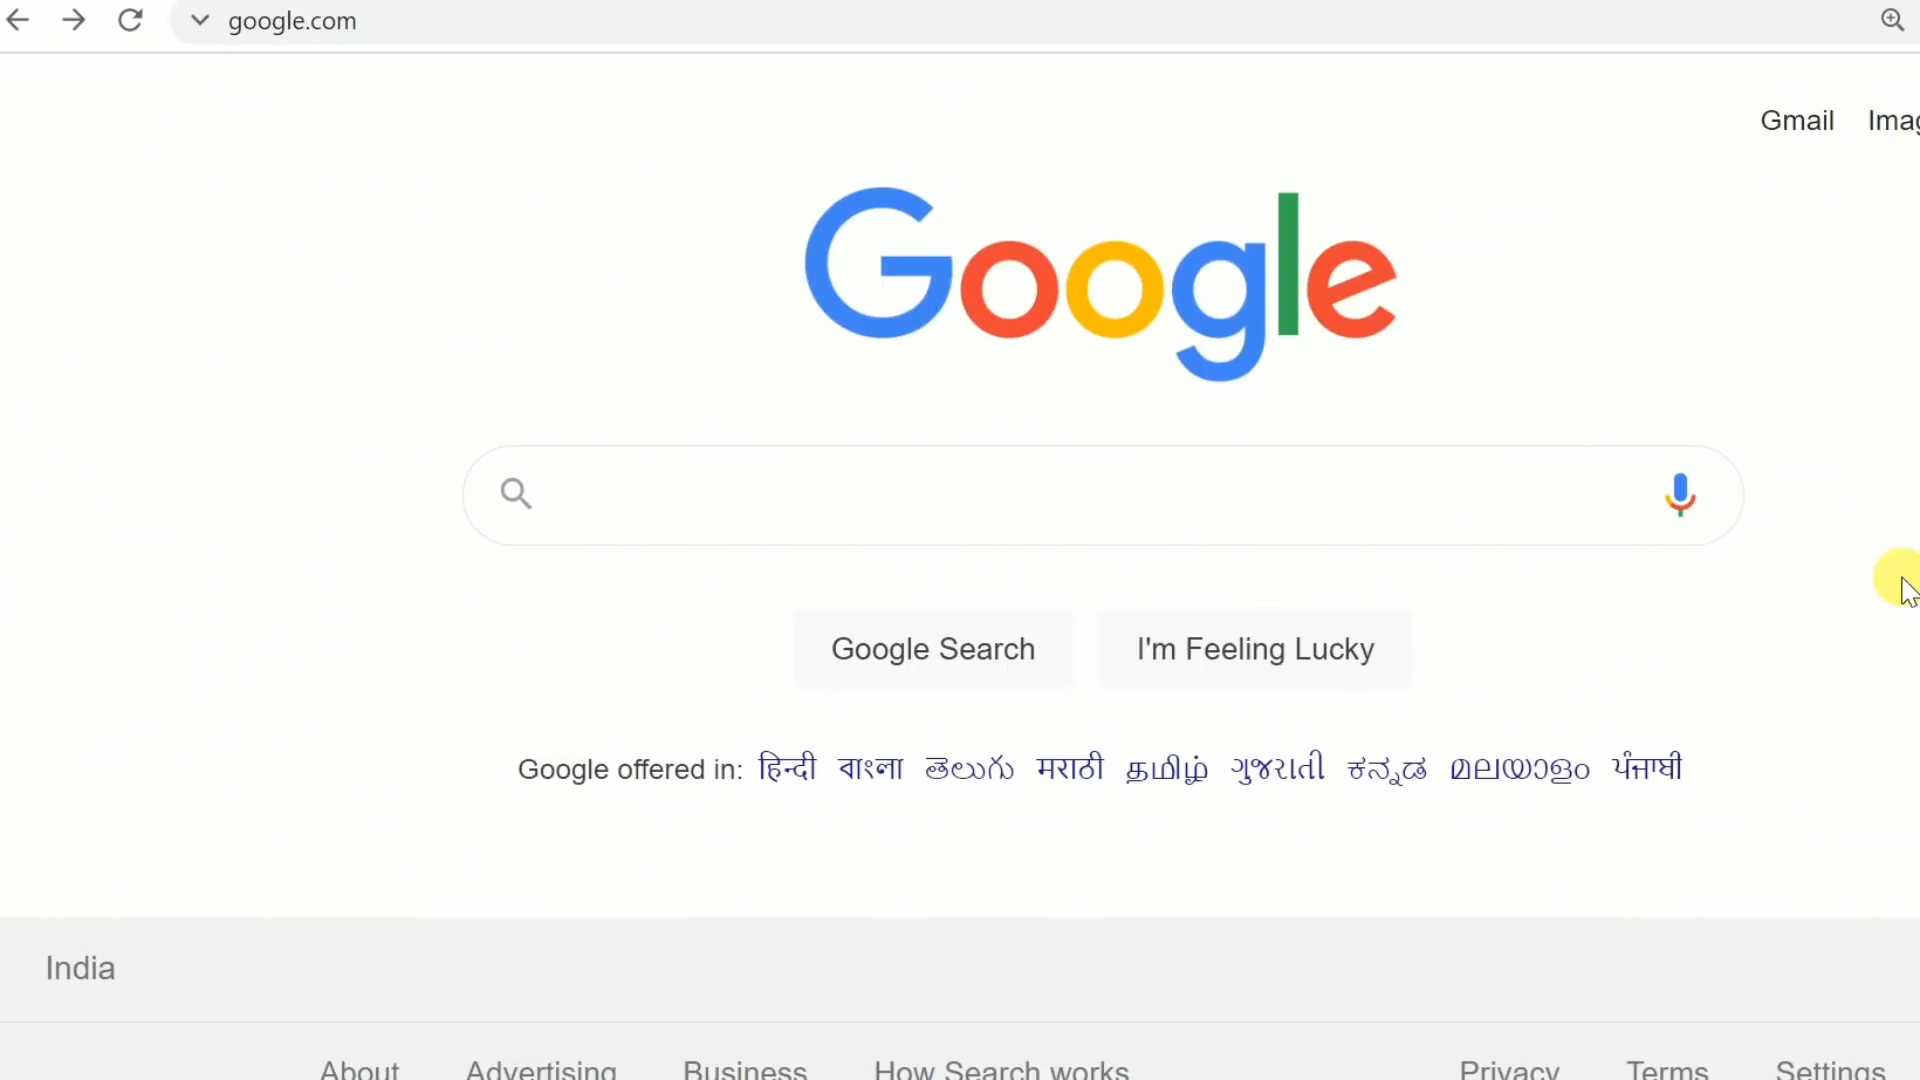 google.com
Gmail Imag
Google
Google Search I'm Feeling Lucky
Google offered in: हिन्दी বাংলা తెలుగు मराठी தமிழ் ગુજરાતી ಕನ್ನಡ മലയാളം ਪੰਜਾਬੀ
India
About Advertising Business How Search works Privacy Terms Settings